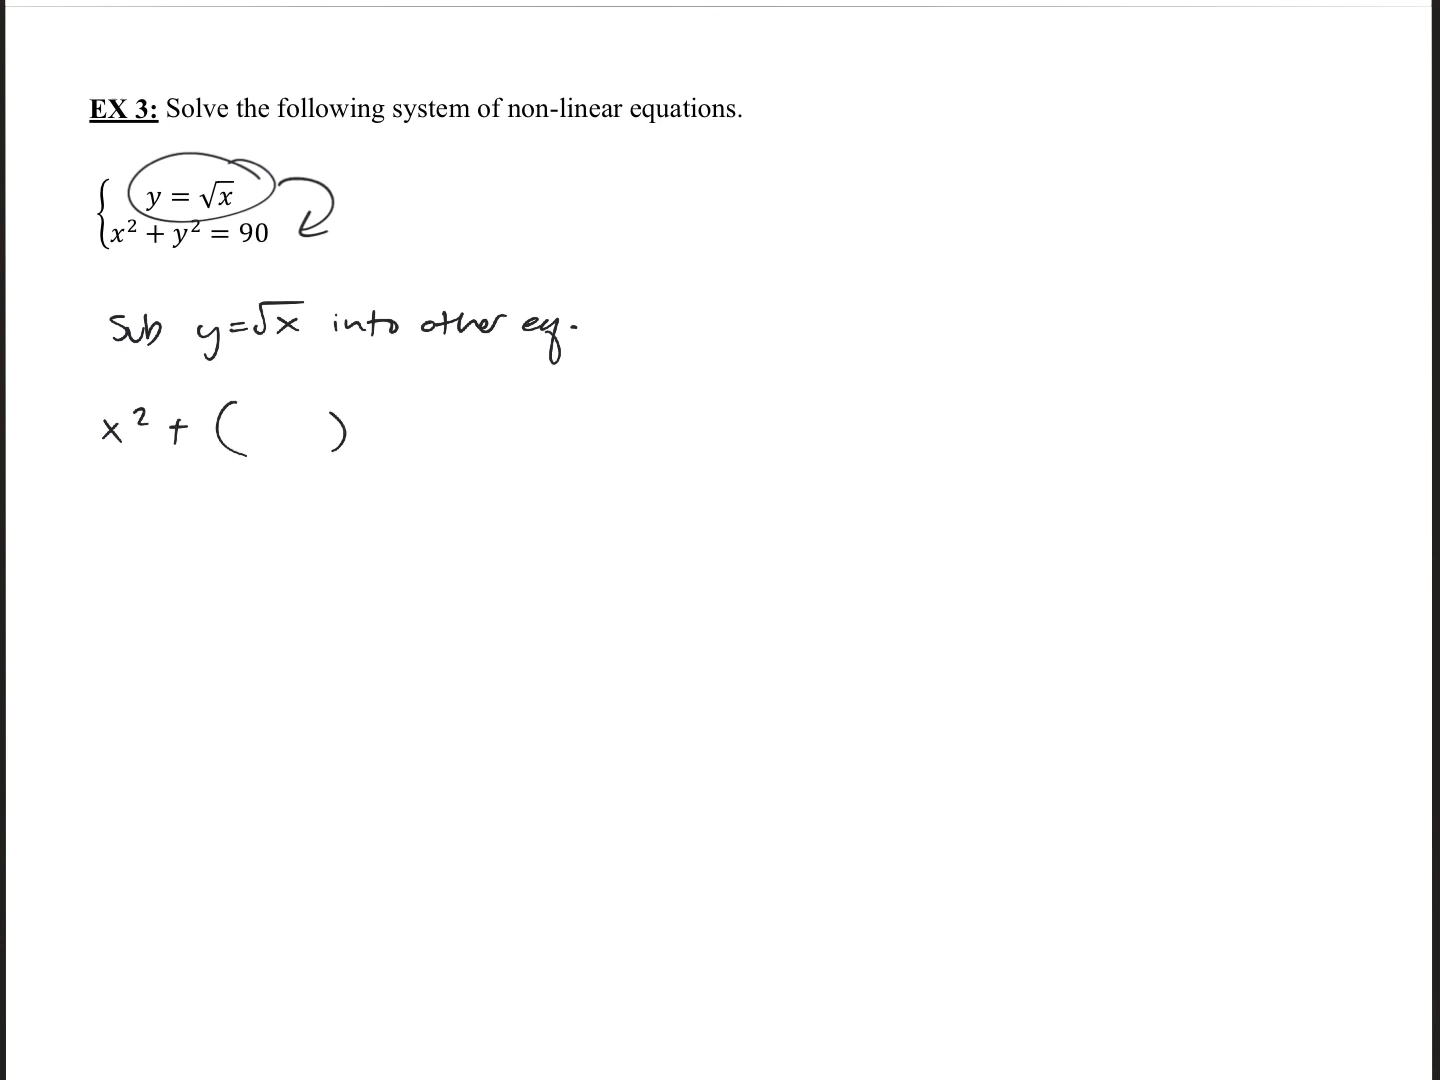 EX 3: Solve the following system of non-linear equations.
y = √x
x² + y² = 90
Sub y=√x into other eq.
x² + (    )